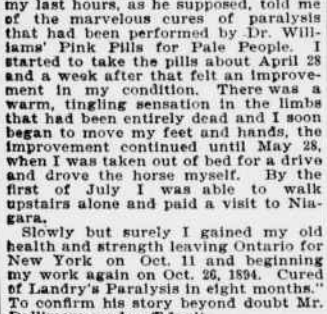 my last hours, as he supposed, told me
of the marvelous cures of paralysis
that had been performed by Dr. Will-
iams' Pink Pills for Pale People. I
started to take the pills about April 28
and a week after that felt an improve-
ment in my condition. There was a
warm, tingling sensation in the limbs
that had been entirely dead and I soon
began to move my feet and hands, the
improvement continued until May 28,
when I was taken out of bed for a drive
and drove the horse myself. By the
first of July I was able to walk
upstairs alone and paid a visit to Nia-
gara.
Slowly but surely I gained my old
health and strength leaving Ontario for
New York on Oct. 11 and beginning
my work again on Oct. 26, 1894. Cured
of Landry's Paralysis in eight months."
To confirm his story beyond doubt Mr.